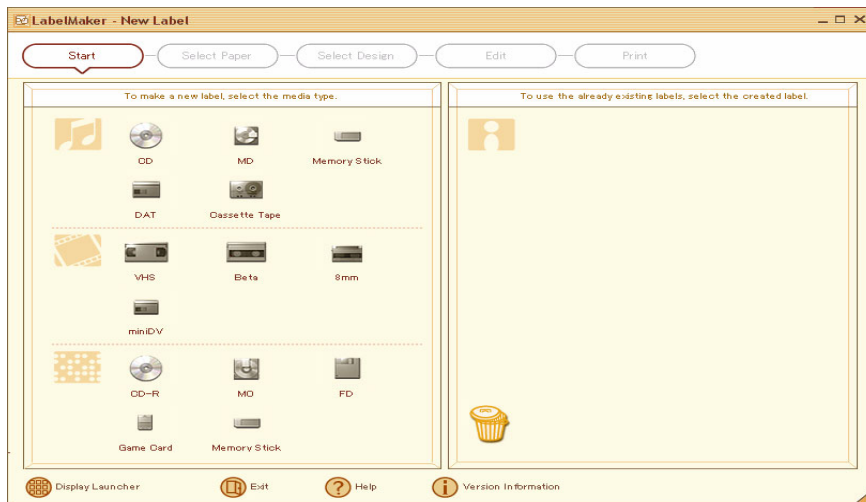 LabelMaker - New Label
Start Select Paper Select Design Edit Print
To make a new label, select the media type.
CD MD Memory Stick
DAT Cassette Tape
VHS Beta 8mm
miniDV
CD-R MO FD
Game Card Memory Stick
To use the already existing labels, select the created label.
Display Launcher Exit Help Version Information